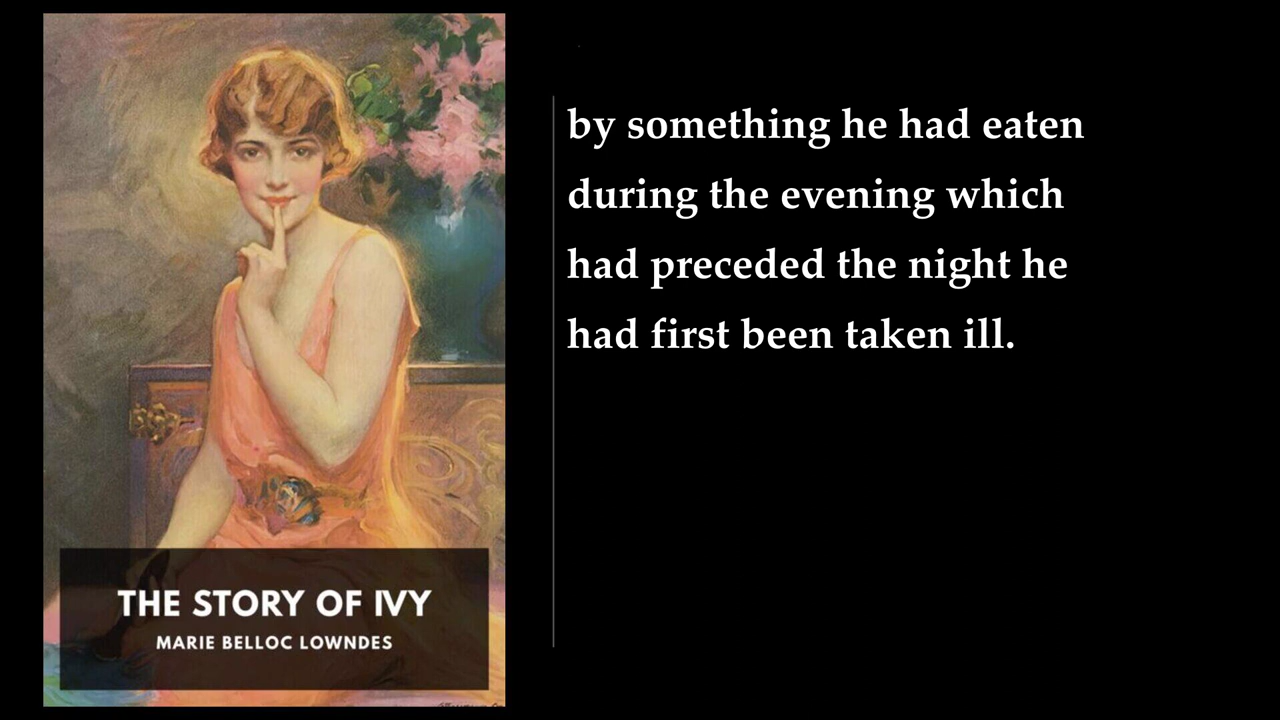 THE STORY OF IVY
MARIE BELLOC LOWNDES
by something he had eaten
during the evening which
had preceded the night he
had first been taken ill.